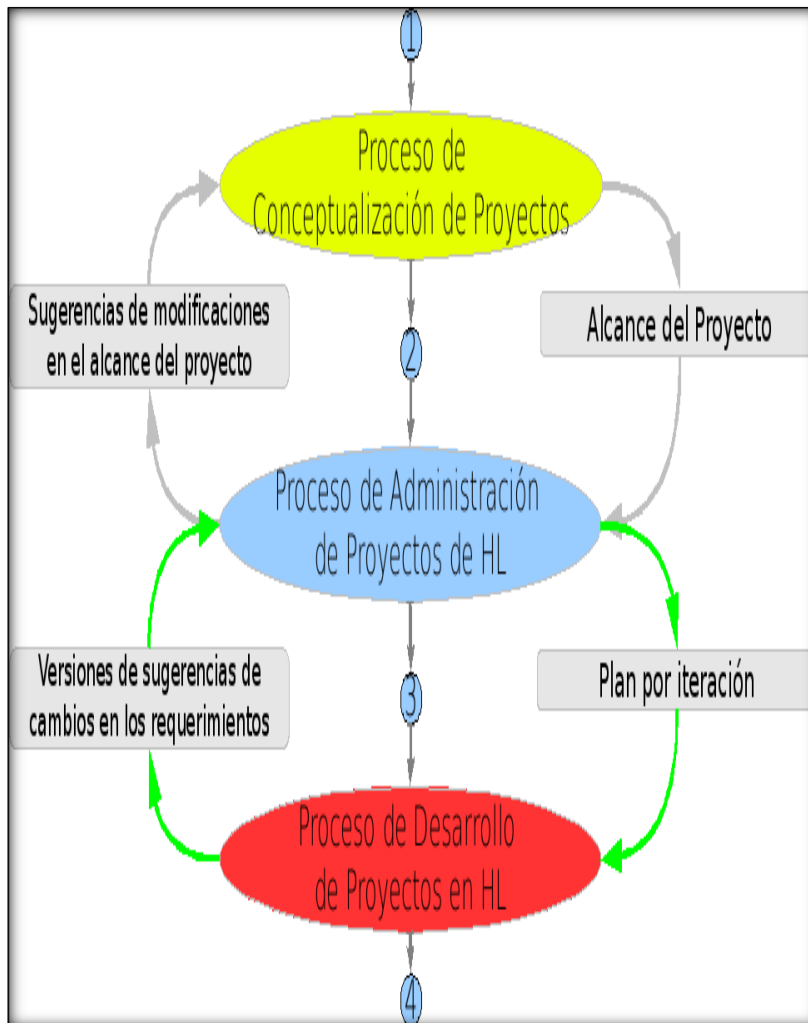 1
Proceso de
Conceptualización de Proyectos
Sugerencias de modificaciones
en el alcance del proyecto
Alcance del Proyecto
2
Proceso de Administración
de Proyectos de HL
Versiones de sugerencias de
cambios en los requerimientos
Plan por iteración
3
Proceso de Desarrollo
de Proyectos en HL
4